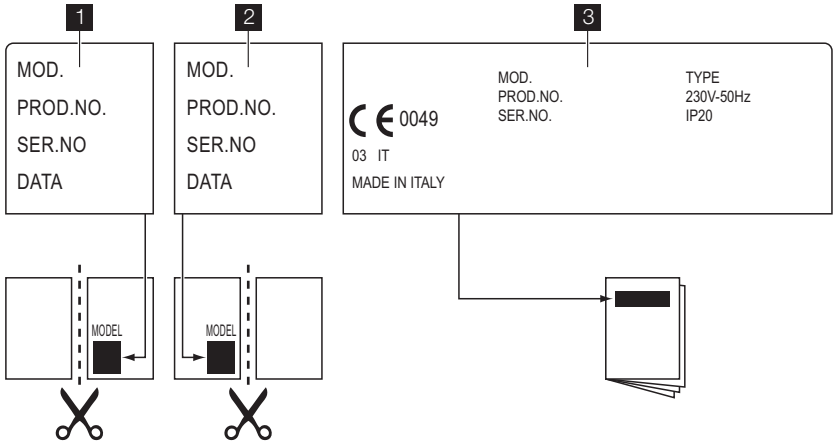 1
MOD.
PROD.NO.
SER.NO
DATA
MODEL
2
MOD.
PROD.NO.
SER.NO
DATA
MODEL
3
CE 0049
03 IT
MADE IN ITALY
MOD.
PROD.NO.
SER.NO.
TYPE
230V-50Hz
IP20